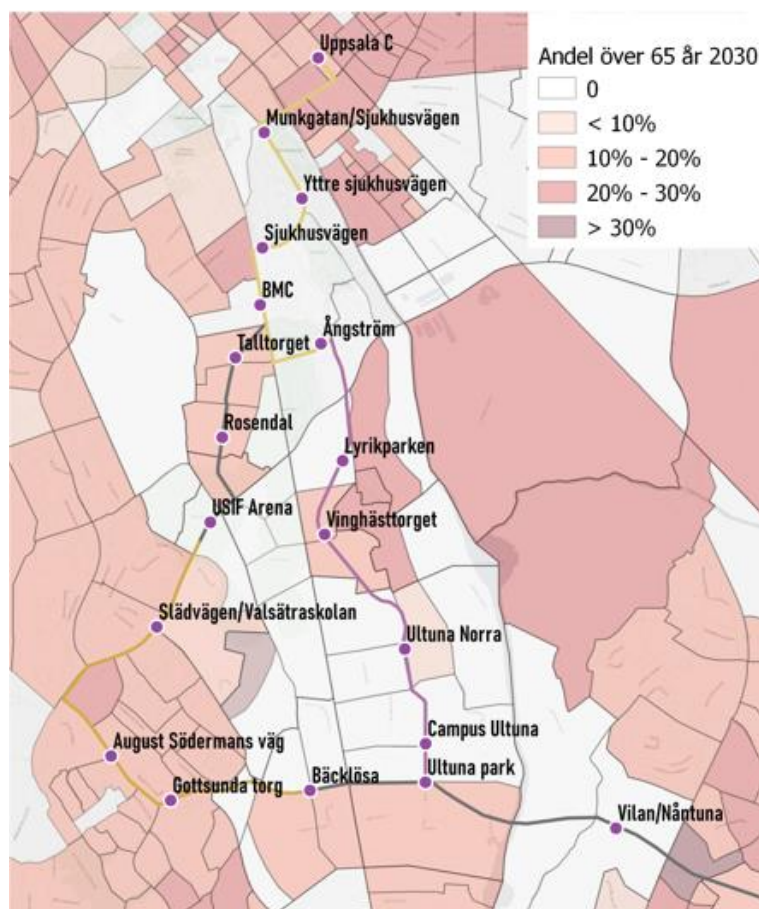 Uppsala C
Andel över 65 år 2030
0
< 10%
10% - 20%
20% - 30%
> 30%
Munkgatan/Sjukhusvägen
Yttre sjukhusvägen
Sjukhusvägen
BMC
Ångström
Talltorget
Rosendal
Lyrikparken
USIF Arena
Vinghästtorget
Slädvägen/Valsätraskolan
Ultuna Norra
Campus Ultuna
August Södermans väg
Gottsunda torg
Bäcklösa
Ultuna park
Vilan/Nåntuna